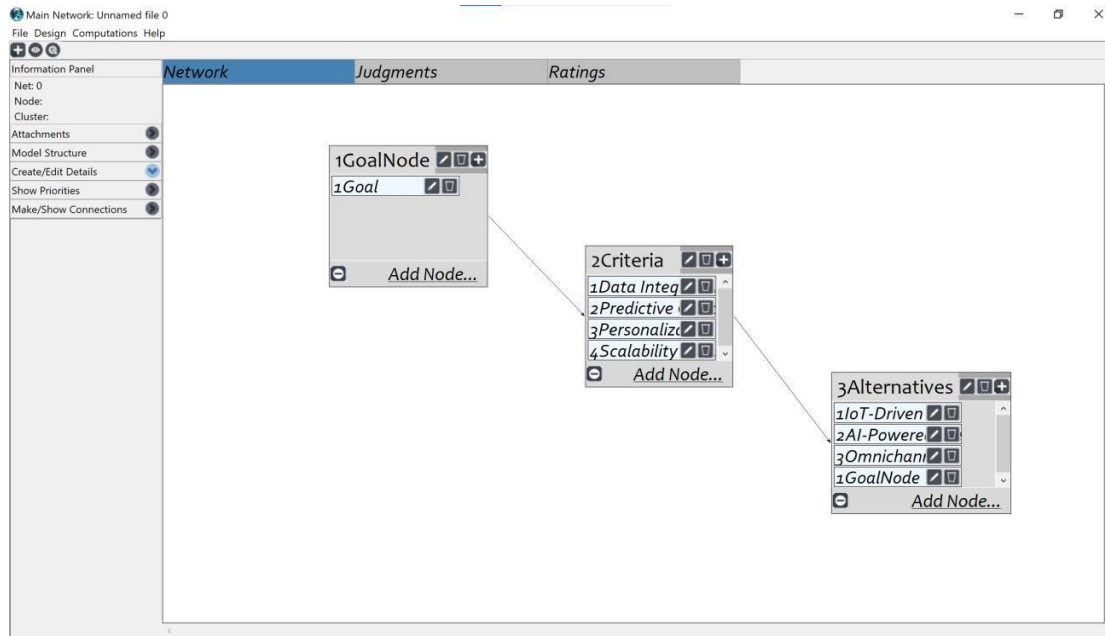 Main Network: Unnamed file 0
File Design Computations Help
Information Panel
Network Judgments Ratings
Net: 0
Node:
Cluster:
Attachments
Model Structure
Create/Edit Details
Show Priorities
Make/Show Connections
1GoalNode
1Goal
Add Node...
2Criteria
1Data Integ
2Predictive
3Personaliz
4Scalability
Add Node...
3Alternatives
1IoT-Driven
2AI-Powere
3Omnichan
1GoalNode
Add Node...